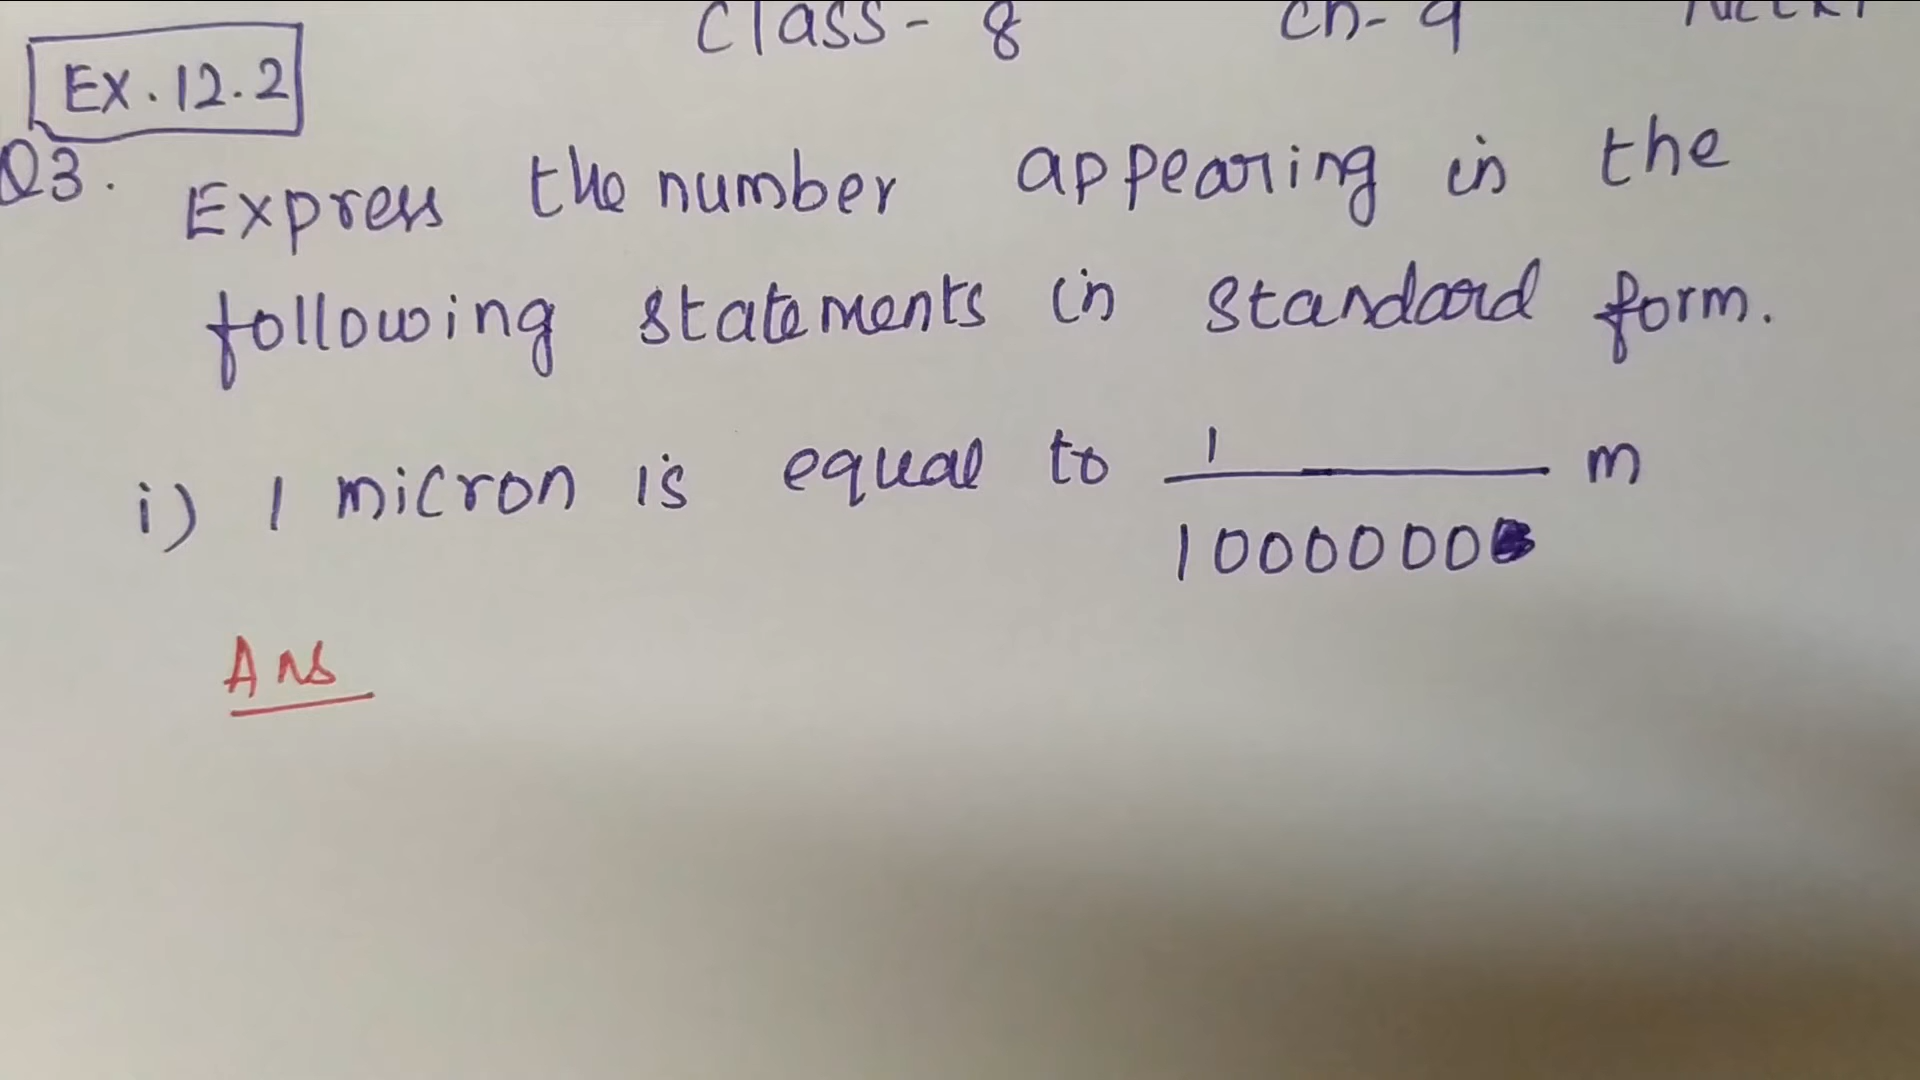 Class - 8 Ch- 9
Ex. 12.2
Q3. Express the number appearing in the
following statements in standard form.
i) 1 micron is equal to 1 / 1000000 m
Ans